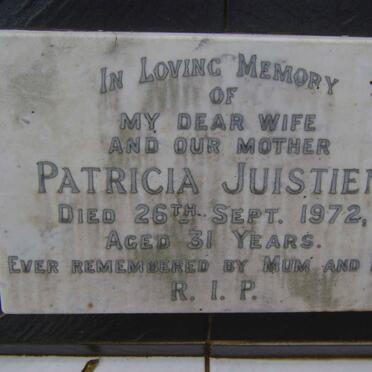 IN LOVING MEMORY
OF
MY DEAR WIFE
AND OUR MOTHER
PATRICIA
DIED 26TH. SEPT. 1972,
AGED 31 YEARS.
EVER REMEMBERED BY MUM AND
R. I. P.